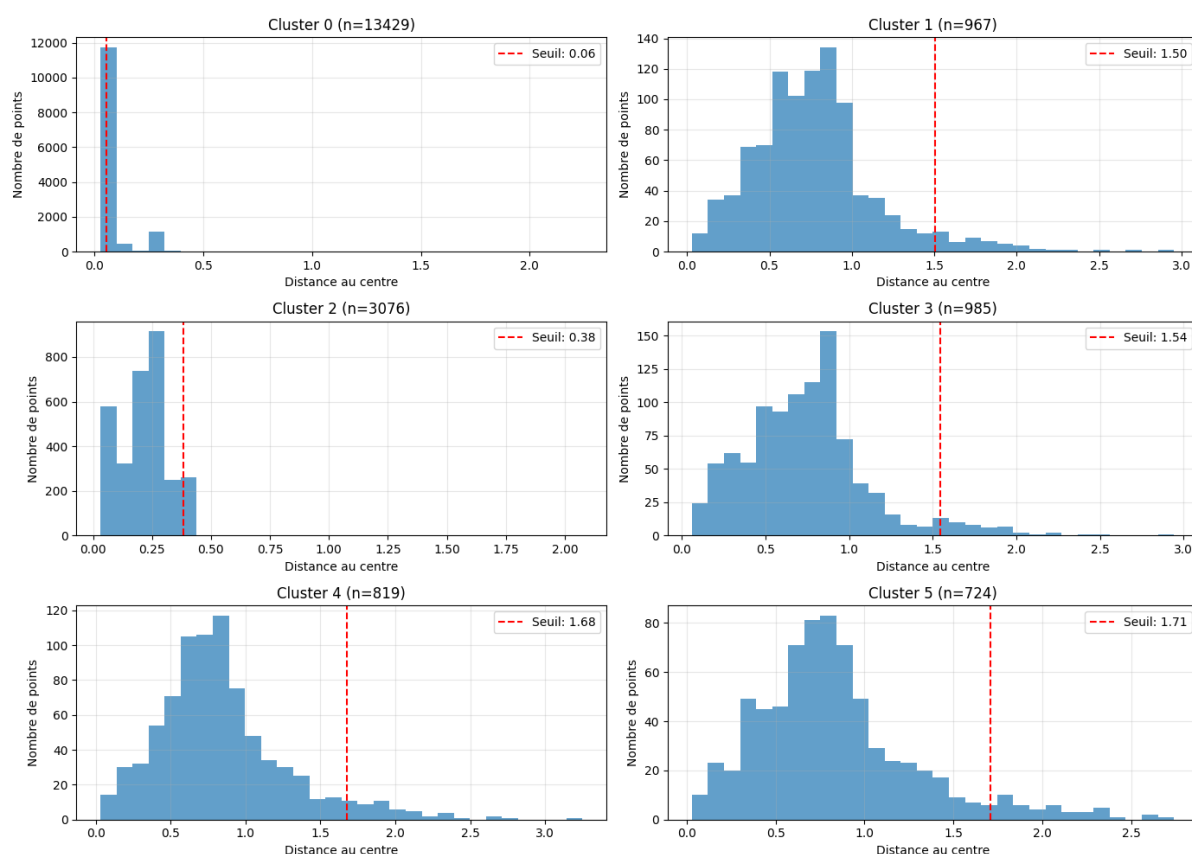 Cluster 0 (n=13429)
Nombre de points
12000
10000
8000
6000
4000
2000
0
Seuil: 0.06
0.0 0.5 1.0 1.5 2.0
Distance au centre
Cluster 1 (n=967)
Nombre de points
140
120
100
80
60
40
20
0
Seuil: 1.50
0.0 0.5 1.0 1.5 2.0 2.5 3.0
Distance au centre
Cluster 2 (n=3076)
Nombre de points
800
600
400
200
0
Seuil: 0.38
0.00 0.25 0.50 0.75 1.00 1.25 1.50 1.75 2.00
Distance au centre
Cluster 3 (n=985)
Nombre de points
150
125
100
75
50
25
0
Seuil: 1.54
0.0 0.5 1.0 1.5 2.0 2.5 3.0
Distance au centre
Cluster 4 (n=819)
Nombre de points
120
100
80
60
40
20
0
Seuil: 1.68
0.0 0.5 1.0 1.5 2.0 2.5 3.0
Distance au centre
Cluster 5 (n=724)
Nombre de points
80
60
40
20
0
Seuil: 1.71
0.0 0.5 1.0 1.5 2.0 2.5
Distance au centre